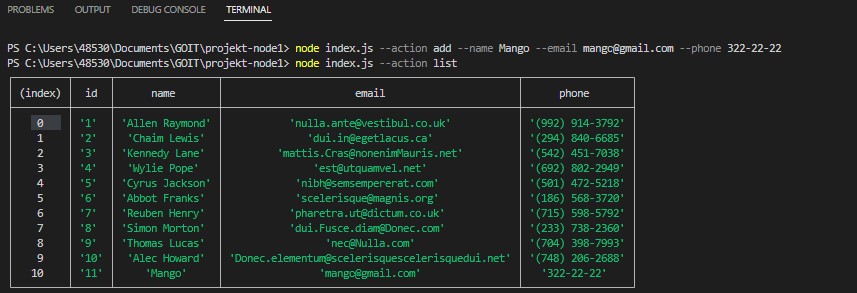 PROBLEMS OUTPUT DEBUG CONSOLE TERMINAL
PS C:\Users\48530\Documents\GOIT\projekt-node1> node index.js --action add --name Mango --email mango@gmail.com --phone 322-22-22
PS C:\Users\48530\Documents\GOIT\projekt-node1> node index.js --action list
(index) id name email phone
0 '1' 'Allen Raymond' 'nulla.ante@vestibul.co.uk' '(992) 914-3792'
1 '2' 'Chaim Lewis' 'dui.in@egetlacus.ca' '(294) 840-6685'
2 '3' 'Kennedy Lane' 'mattis.Cras@nonenimMauris.net' '(542) 451-7038'
3 '4' 'Wylie Pope' 'est@utquamvel.net' '(692) 802-2949'
4 '5' 'Cyrus Jackson' 'nibh@semsempererat.com' '(501) 472-5218'
5 '6' 'Abbot Franks' 'scelerisque@magnis.org' '(186) 568-3720'
6 '7' 'Reuben Henry' 'pharetra.ut@dictum.co.uk' '(715) 598-5792'
7 '8' 'Simon Morton' 'dui.Fusce.diam@Donec.com' '(233) 738-2360'
8 '9' 'Thomas Lucas' 'nec@Nulla.com' '(704) 398-7993'
9 '10' 'Alec Howard' 'Donec.elementum@scelerisquescelerisquedui.net' '(748) 206-2688'
10 '11' 'Mango' 'mango@gmail.com' '322-22-22'